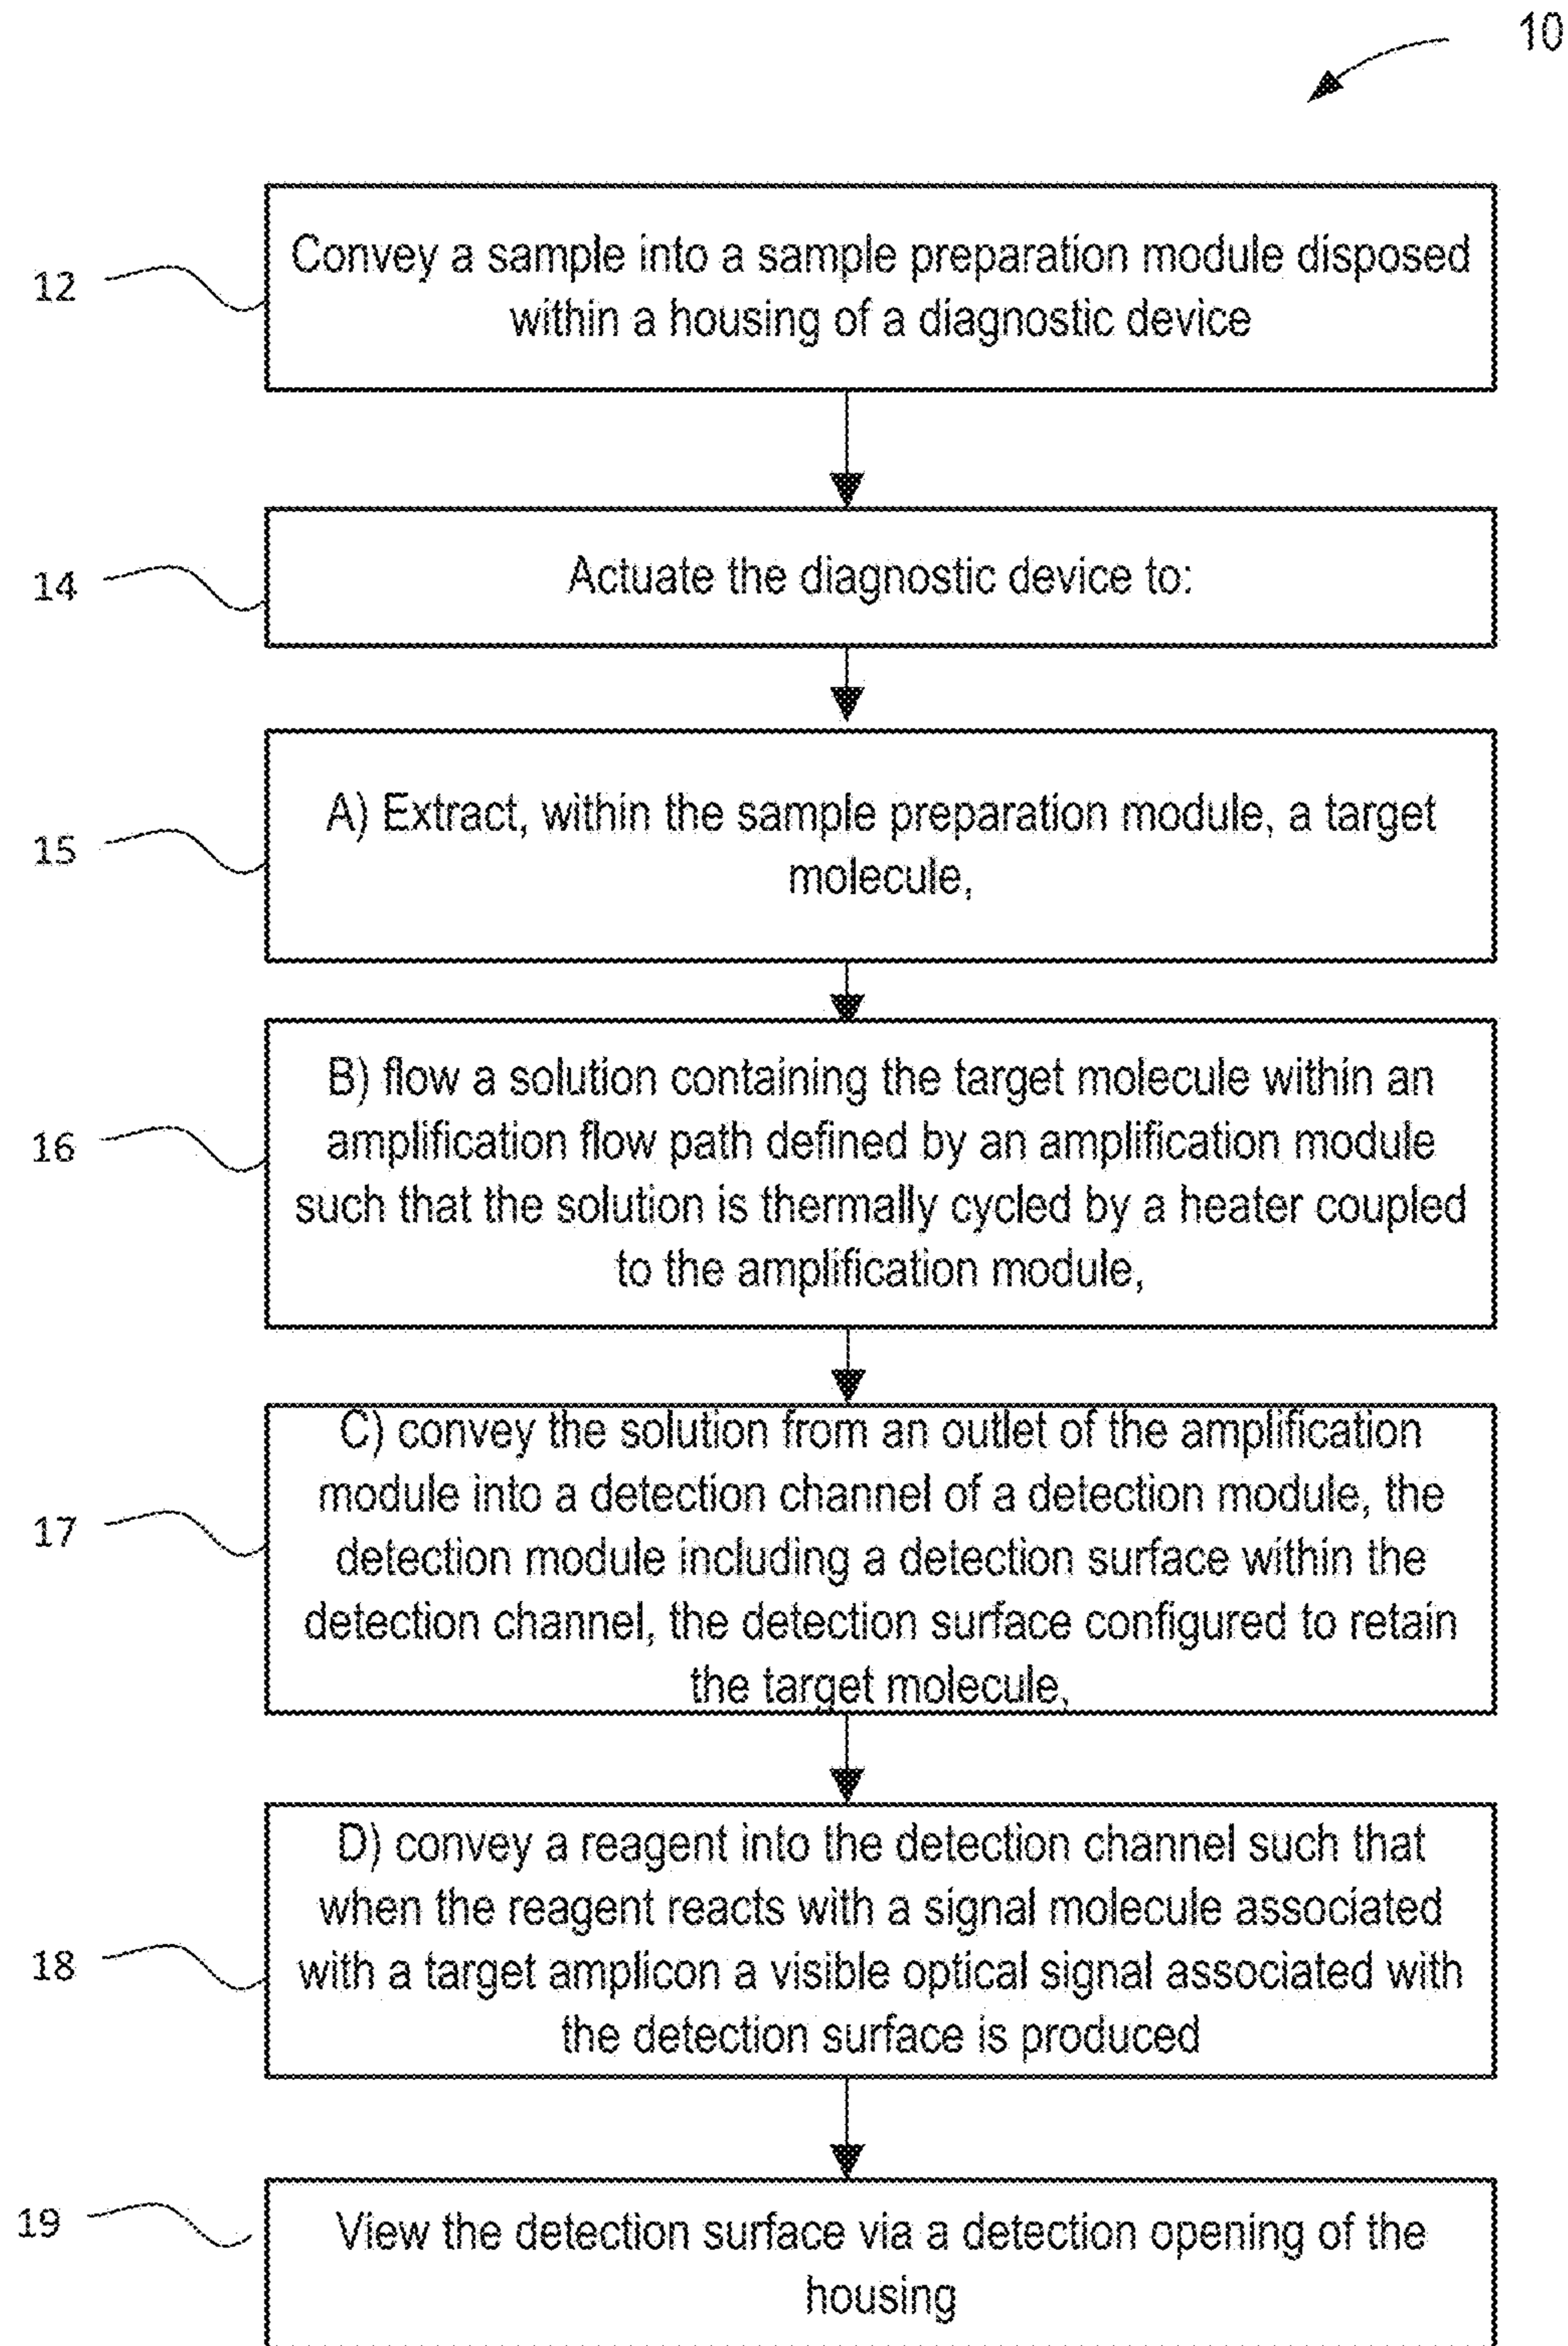 10
12
Convey a sample into a sample preparation module disposed
within a housing of a diagnostic device
14
Actuate the diagnostic device to:
15
A) Extract, within the sample preparation module, a target
molecule,
16
B) flow a solution containing the target molecule within an
amplification flow path defined by an amplification module
such that the solution is thermally cycled by a heater coupled
to the amplification module,
17
C) convey the solution from an outlet of the amplification
module into a detection channel of a detection module, the
detection module including a detection surface within the
detection channel, the detection surface configured to retain
the target molecule,
18
D) convey a reagent into the detection channel such that
when the reagent reacts with a signal molecule associated
with a target amplicon a visible optical signal associated with
the detection surface is produced
19
View the detection surface via a detection opening of the
housing